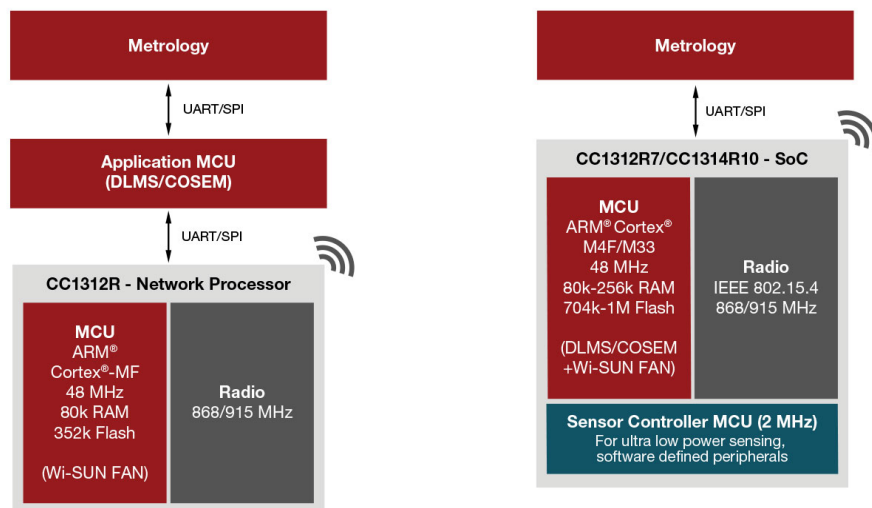 Metrology
UART/SPI
Application MCU
(DLMS/COSEM)
UART/SPI
CC1312R - Network Processor
MCU
ARM®
Cortex®-MF
48 MHz
80k RAM
352k Flash
(Wi-SUN FAN)
Radio
868/915 MHz
Metrology
UART/SPI
CC1312R7/CC1314R10 - SoC
MCU
ARM® Cortex®
M4F/M33
48 MHz
80k-256k RAM
704k-1M Flash
(DLMS/COSEM
+Wi-SUN FAN)
Radio
IEEE 802.15.4
868/915 MHz
Sensor Controller MCU (2 MHz)
For ultra low power sensing,
software defined peripherals